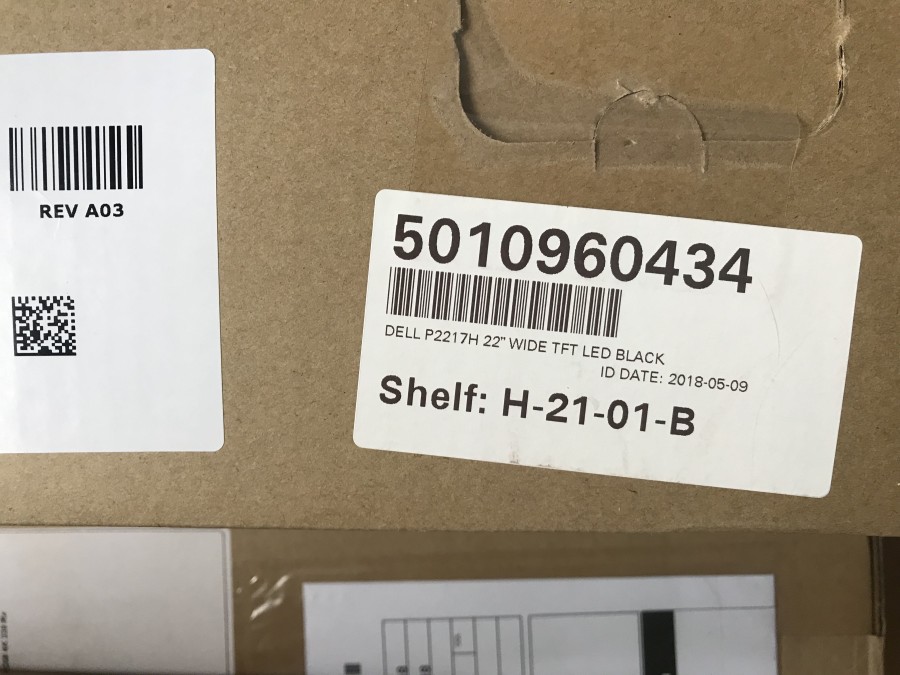 REV A03
5010960434
DELL P2217H 22" WIDE TFT LED BLACK
ID DATE: 2018-05-09
Shelf: H-21-01-B